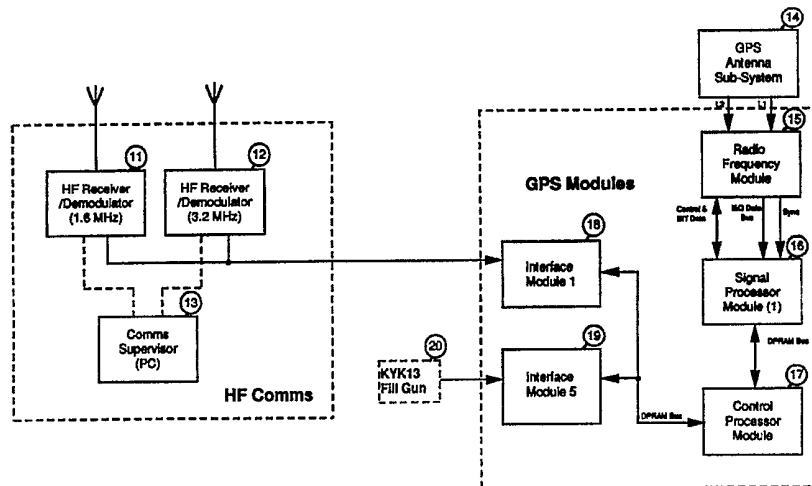 14
GPS
Antenna
Sub-System
L2
L1
15
Radio
Frequency
Module
11
12
HF Receiver
/Demodulator
(1.6 MHz)
HF Receiver
/Demodulator
(3.2 MHz)
GPS Modules
Control &
BIT Data
I&Q Data
Bus
Sync
18
16
Interface
Module 1
Signal
Processor
Module (1)
13
Comms
Supervisor
(PC)
DPRAM Bus
20
KYK13
Fill Gun
19
Interface
Module 5
17
HF Comms
DPRAM Bus
Control
Processor
Module